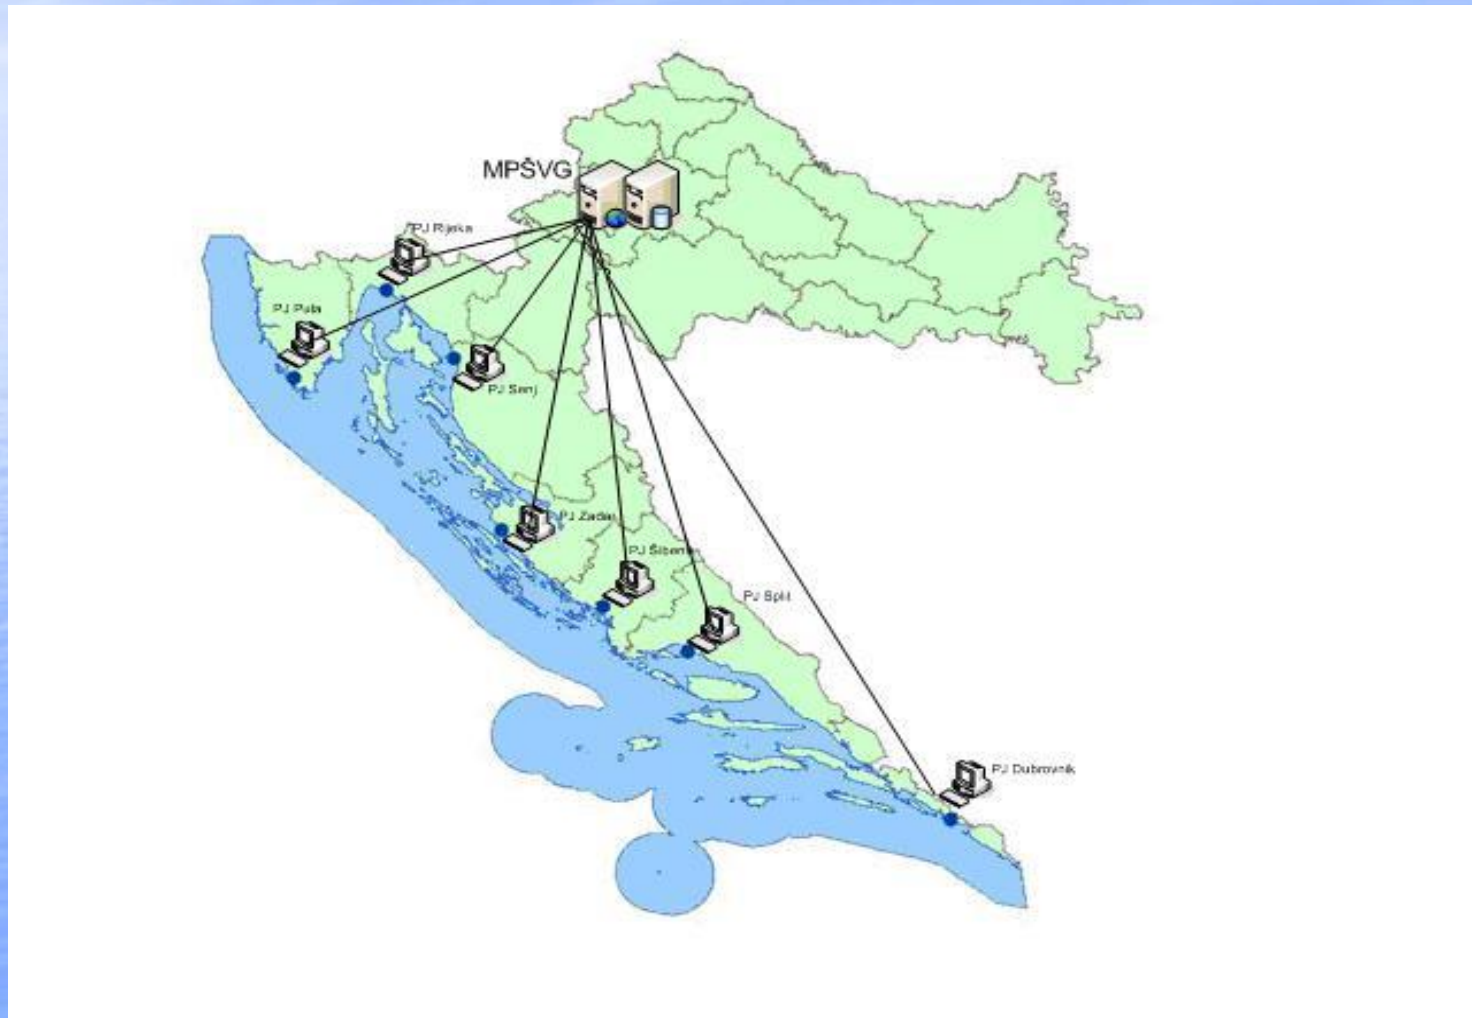 MPŠVG
PJ Rijeka
PJ Pula
PJ Senj
PJ Zadar
PJ Šibenik
PJ Split
PJ Dubrovnik